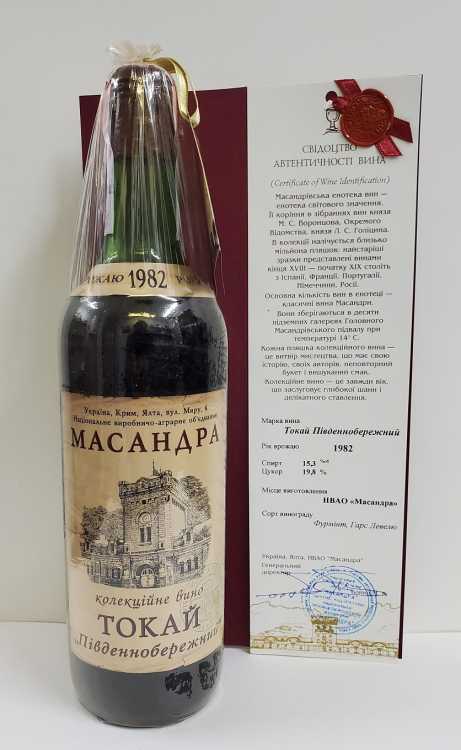 1982
Україна, Крим, Ялта, вул. Миру, 6
Національне виробничо-аграрне об'єднання
МАСАНДРА
колекційне вино
ТОКАЙ
„Південнобережний"
СВІДОЦТВО
АВТЕНТИЧНОСТІ ВИНА
(Certificate of Wine Identification)
Масандрівська енотека вин —
енотека світового значення.
Її коріння в зібраннях вин князя
М. С. Воронцова, Окремого
Відомства, князя Л. С. Голіцина.
В колекції налічується близько
мільйона пляшок: найстаріші
зразки представлені винами
кінця XVIII — початку XIX століть
з Іспанії, Франції, Португалії,
Німеччини, Росії.
Основна кількість вин в енотеці —
класичні вина Масандри.
Вони зберігаються в десяти
підземних галереях Головного
Масандрівського підвалу при
температурі 14° С.
Кожна пляшка колекційного вина —
це витвір мистецтва, що має свою
історію, своїх авторів, неповторний
букет і вишуканий смак.
Колекційне вино — це завжди вік,
що заслуговує глибокої шани і
делікатного ставлення.
Марка вина
Токай Південнобережний
Рік врожаю 1982
Спирт 15,3 %об
Цукор 19,8 %
Місце виготовлення
НВАО «Масандра»
Сорт винограду
Фурмінт, Гарс Левелю
Україна, Ялта, НВАО "Масандра"
Генеральний
директор